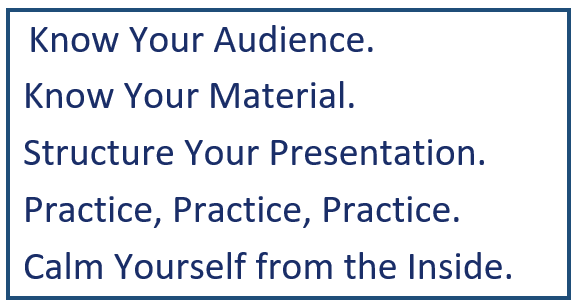 Know Your Audience.
Know Your Material.
Structure Your Presentation.
Practice, Practice, Practice.
Calm Yourself from the Inside.